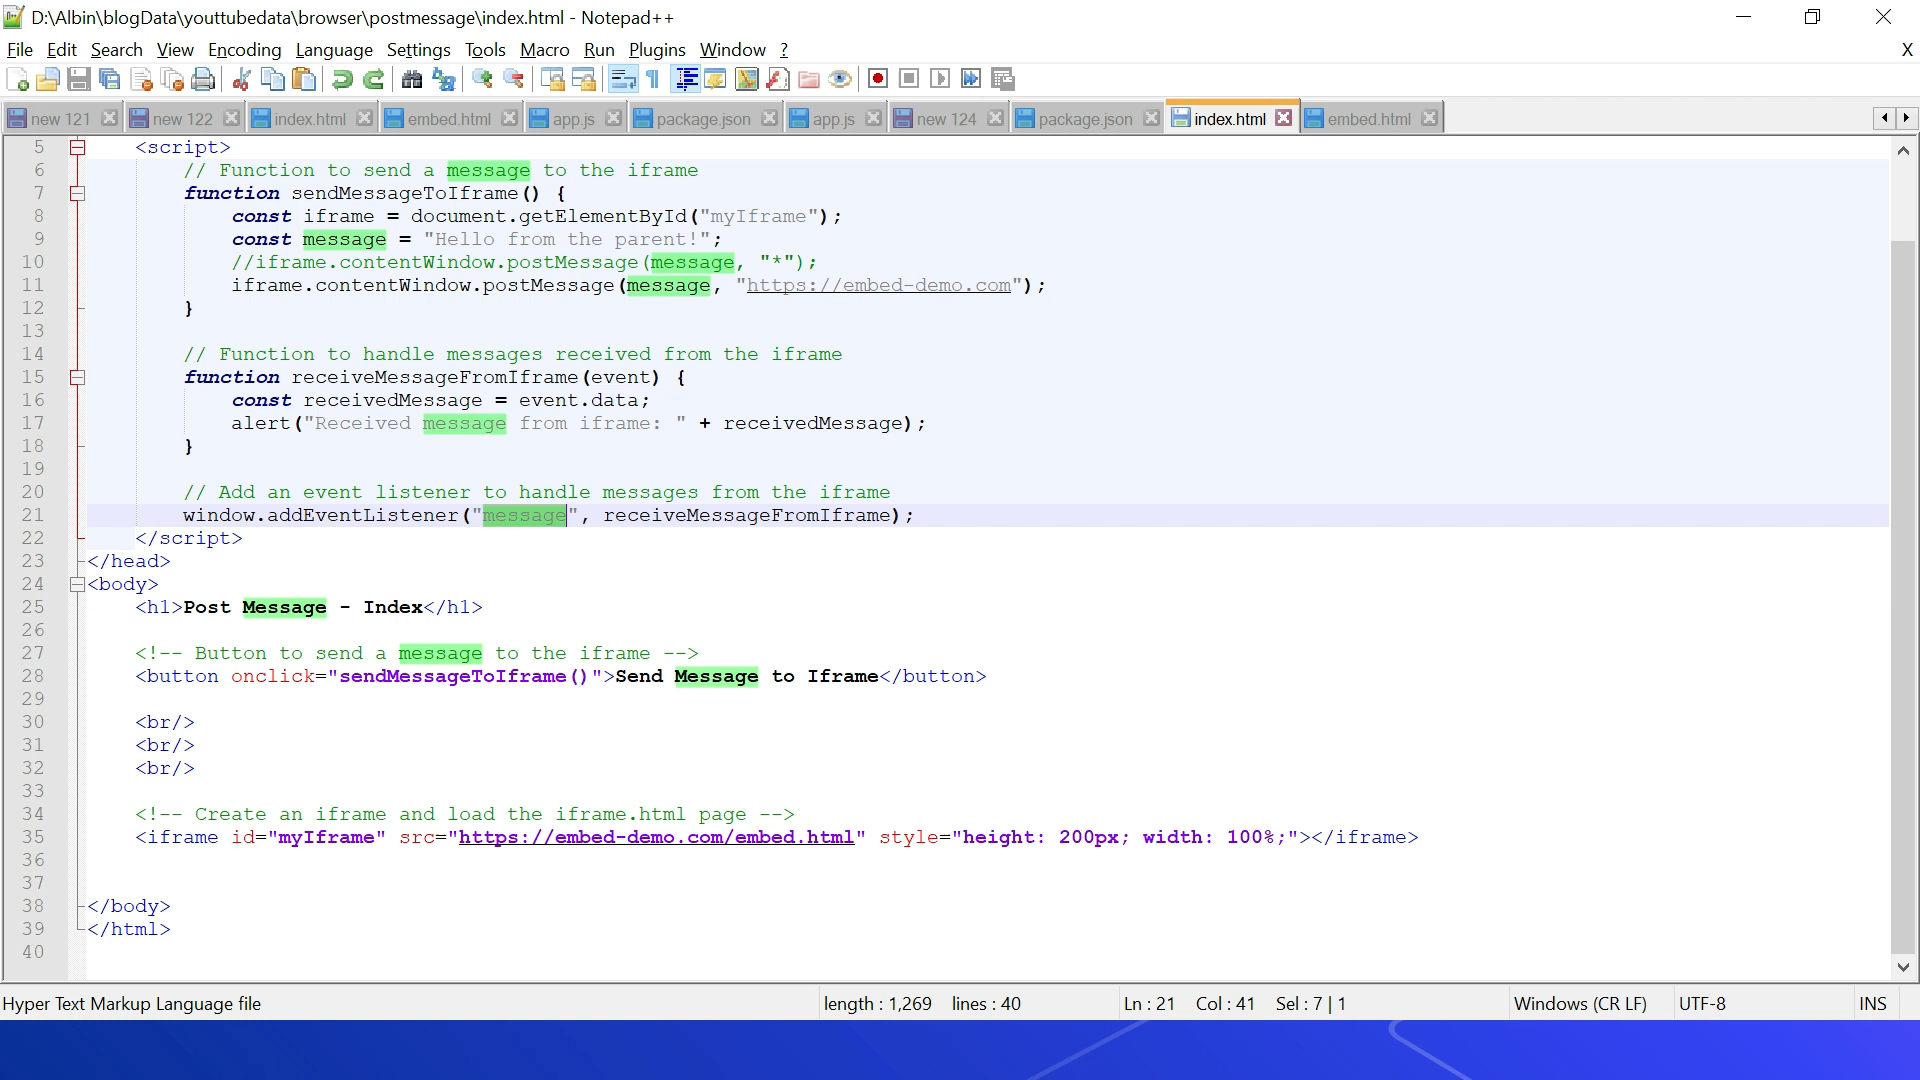 D:\Albin\blogData\youttubedata\browser\postmessage\index.html - Notepad++
File Edit Search View Encoding Language Settings Tools Macro Run Plugins Window ? X
new 121 new 122 index.html embed.html app.js package.json app.js new 124 package.json index.html embed.html
5 <script>
6 // Function to send a message to the iframe
7 function sendMessageToIframe() {
8 const iframe = document.getElementById("myIframe");
9 const message = "Hello from the parent!";
10 //iframe.contentWindow.postMessage(message, "*");
11 iframe.contentWindow.postMessage(message, "https://embed-demo.com");
12 }
13
14 // Function to handle messages received from the iframe
15 function receiveMessageFromIframe(event) {
16 const receivedMessage = event.data;
17 alert("Received message from iframe: " + receivedMessage);
18 }
19
20 // Add an event listener to handle messages from the iframe
21 window.addEventListener("message", receiveMessageFromIframe);
22 </script>
23 </head>
24 <body>
25 <h1>Post Message - Index</h1>
26
27 <!-- Button to send a message to the iframe -->
28 <button onclick="sendMessageToIframe()">Send Message to Iframe</button>
29
30 <br/>
31 <br/>
32 <br/>
33
34 <!-- Create an iframe and load the iframe.html page -->
35 <iframe id="myIframe" src="https://embed-demo.com/embed.html" style="height: 200px; width: 100%;"></iframe>
36
37
38 </body>
39 </html>
40
Hyper Text Markup Language file length : 1,269 lines : 40 Ln : 21 Col : 41 Sel : 7 | 1 Windows (CR LF) UTF-8 INS